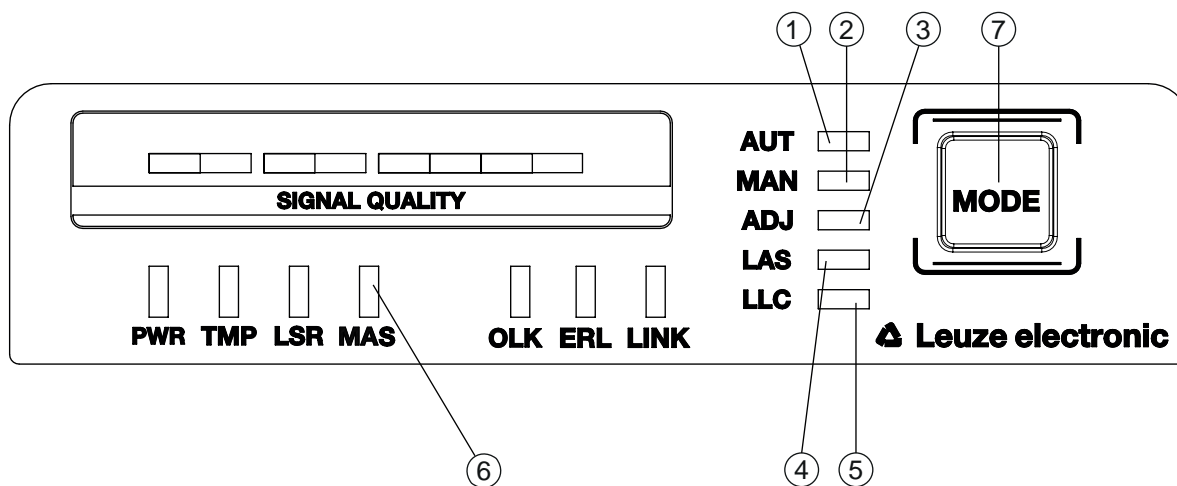 1 2 3 7
AUT
MAN
SIGNAL QUALITY
MODE
ADJ
LAS
LLC
PWR TMP LSR MAS OLK ERL LINK
Leuze electronic
6 4 5